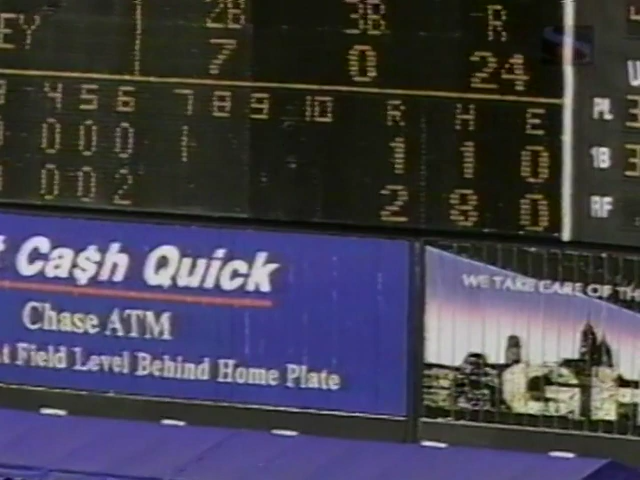 EY 2B 3B R
7 0 24
4 5 6 7 8 9 10 R H E
0 0 0 1 1 1 0
0 0 2 2 8 0
PL 3
1B 3
RF
Ca$h Quick
Chase ATM
Field Level Behind Home Plate
WE TAKE CARE OF TH